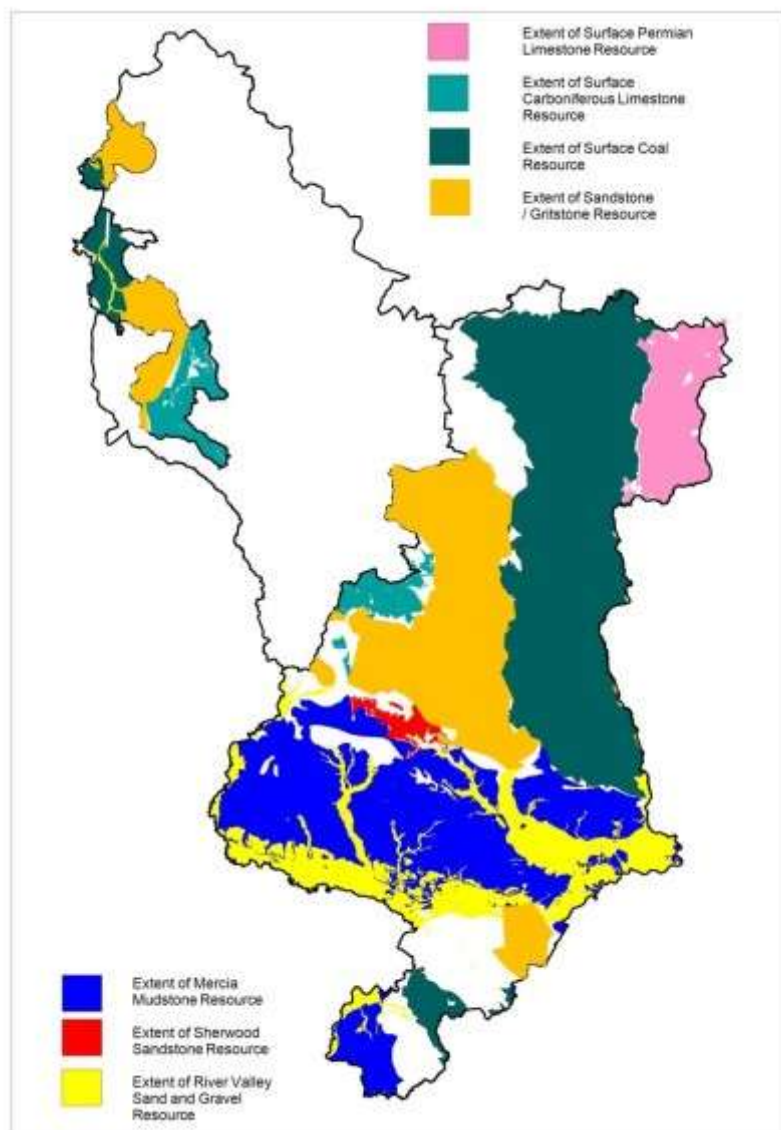 Extent of Surface Permian
Limestone Resource
Extent of Surface
Carboniferous Limestone
Resource
Extent of Surface Coal
Resource
Extent of Sandstone
/ Gritstone Resource
Extent of Mercia
Mudstone Resource
Extent of Sherwood
Sandstone Resource
Extent of River Valley
Sand and Gravel
Resource